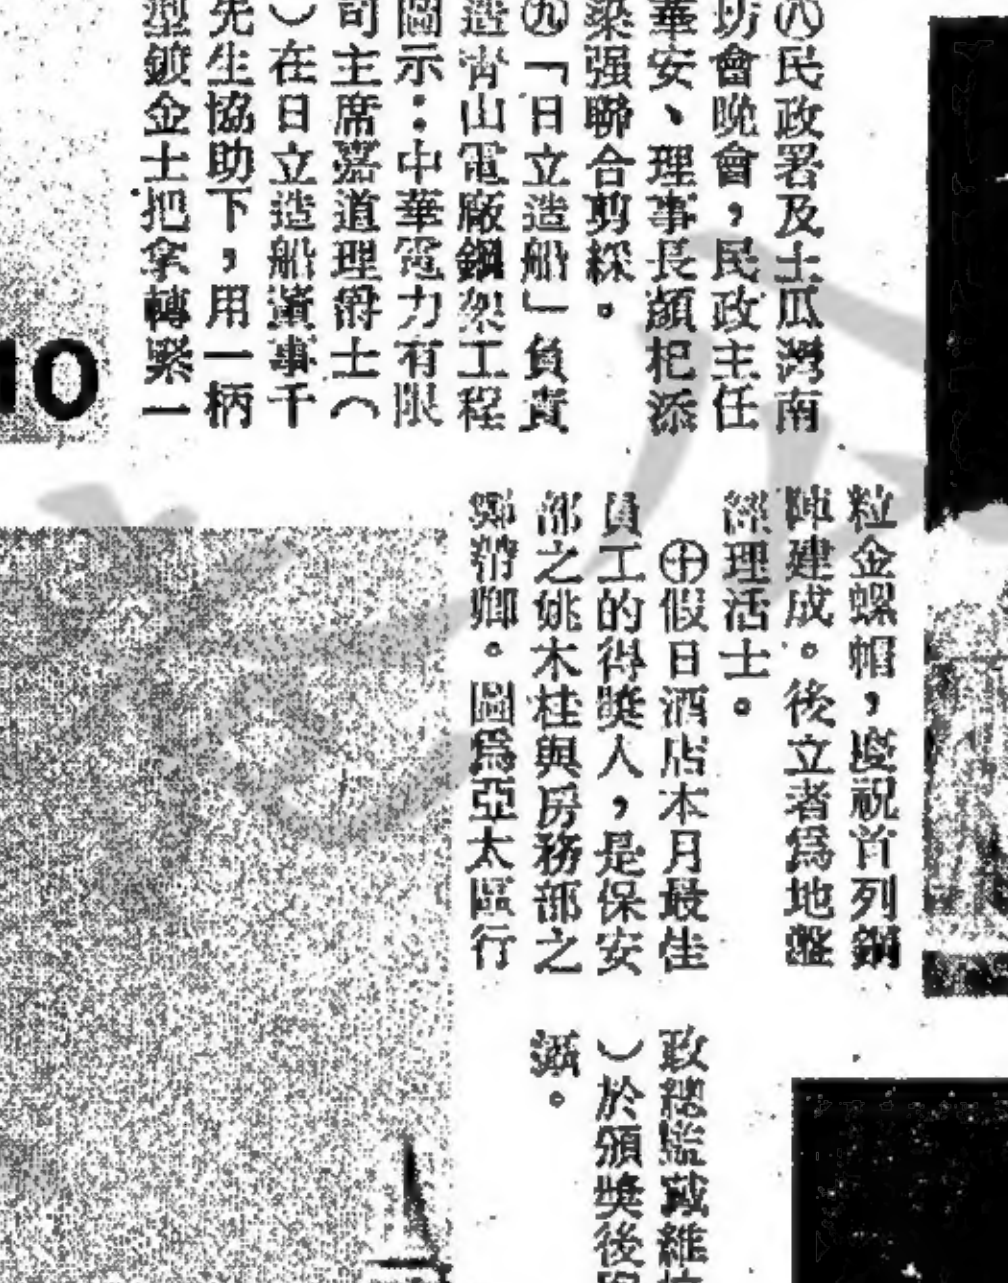 ㈧民政署及土瓜灣南
坊會晚會，民政主任
華安、理事長顏杞添
梁强聯合剪綵。
㈨「日立造船」負責
造青山電廠鋼架工程
圖示：中華電力有限
司主席嘉道理爵士（
）在日立造船董事千
先生協助下，用一柄
型鍍金士把拿轉緊一
粒金螺帽，慶祝首列鋼
陣建成。後立者爲地盤
經理活士。
㈩假日酒店本月最佳
員工的得獎人，是保安
部之姚木桂與房務部之
鄭滯卿。圖爲亞太區行
政總監戴維
）於頒獎後
攝。
10